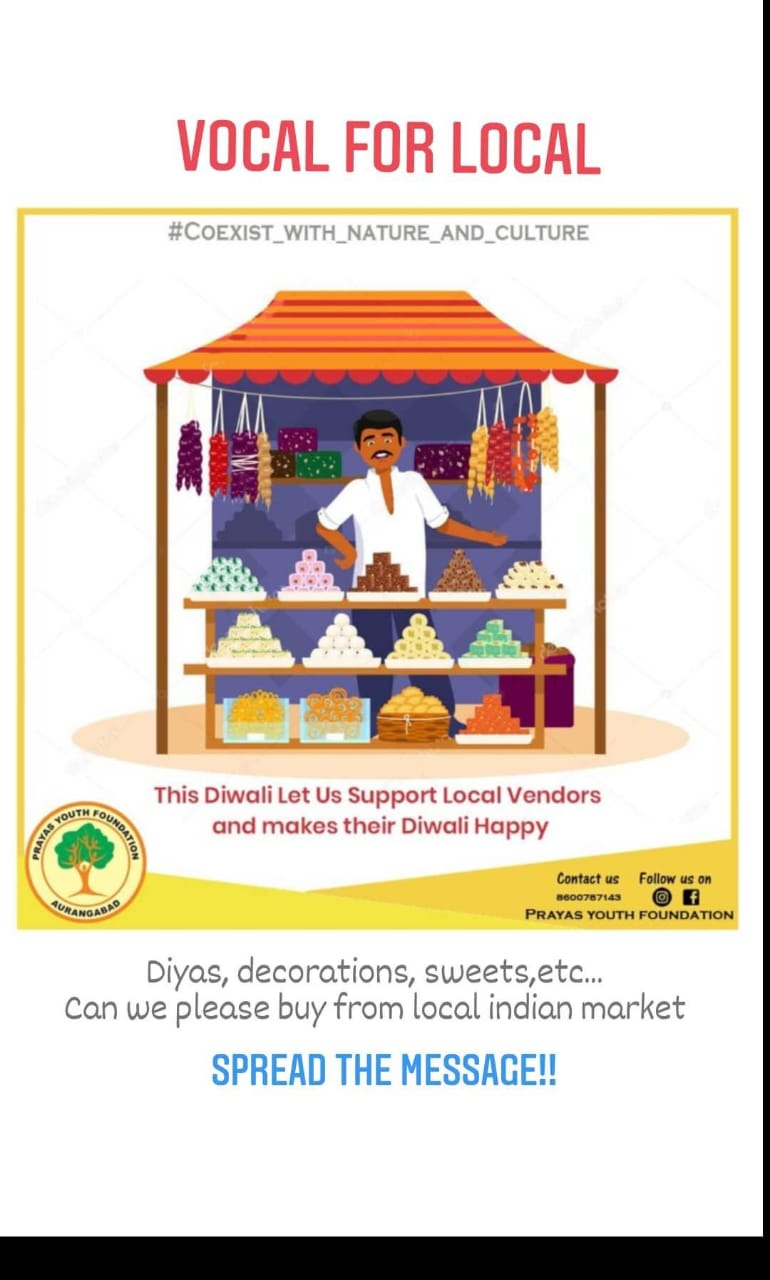 VOCAL FOR LOCAL
#COEXIST_WITH_NATURE_AND_CULTURE
This Diwali Let Us Support Local Vendors
and makes their Diwali Happy
PRAYAS YOUTH FOUNDATION
AURANGABAD
Contact us Follow us on
8600787143
PRAYAS YOUTH FOUNDATION
Diyas, decorations, sweets,etc...
Can we please buy from local indian market
SPREAD THE MESSAGE!!